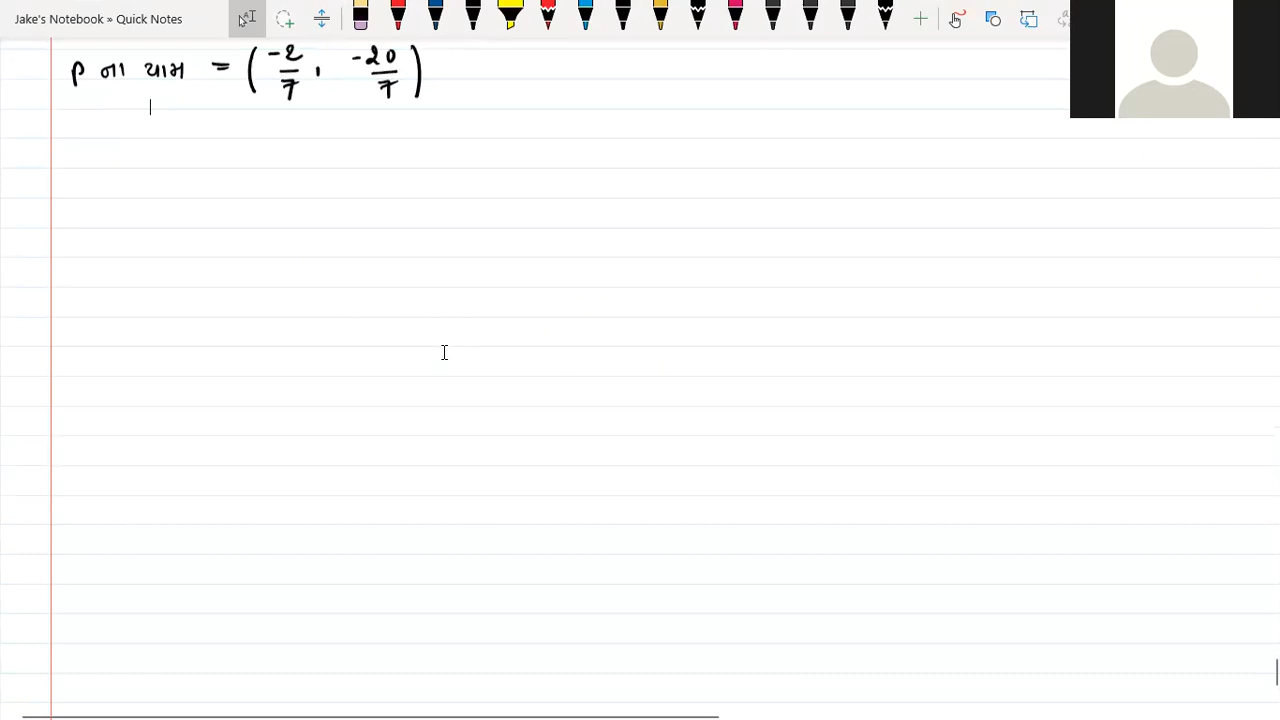 Jake's Notebook » Quick Notes
P ના યામ = (-2/7, -20/7)